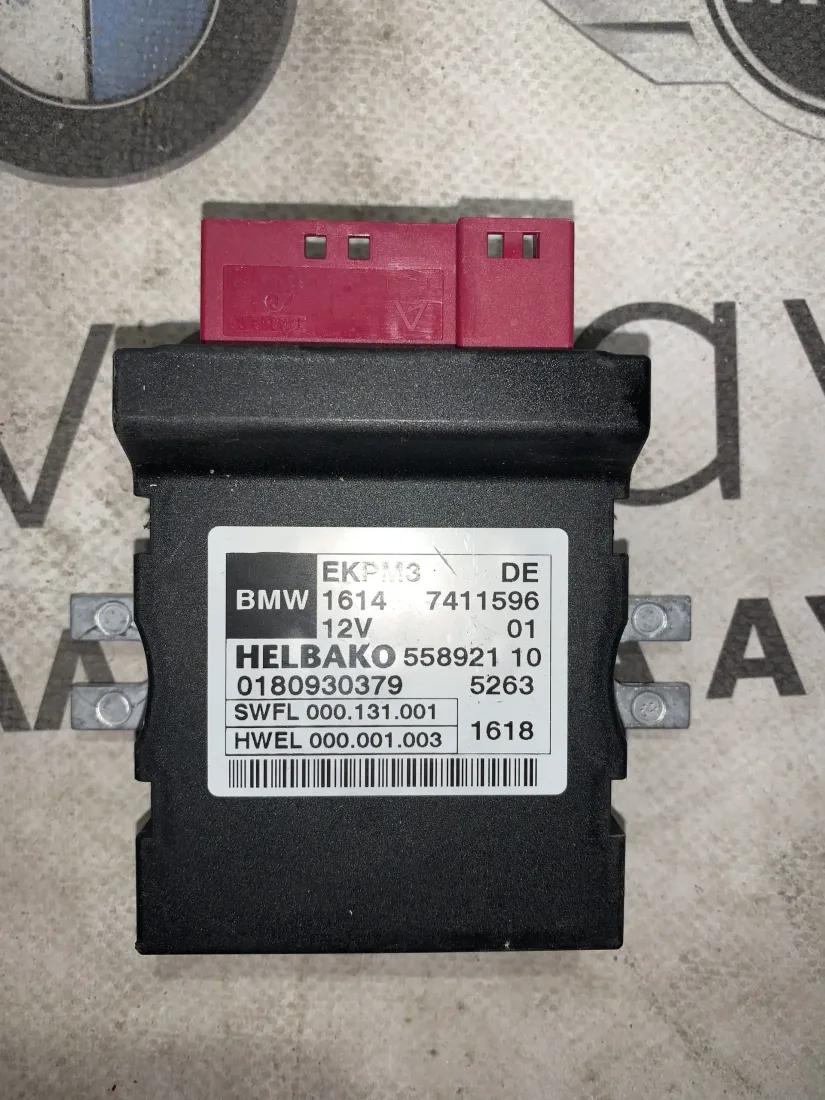 EKPM3 DE
BMW 1614 7411596
12V 01
HELBAKO 558921 10
0180930379 5263
SWFL 000.131.001
HWEL 000.001.003 1618